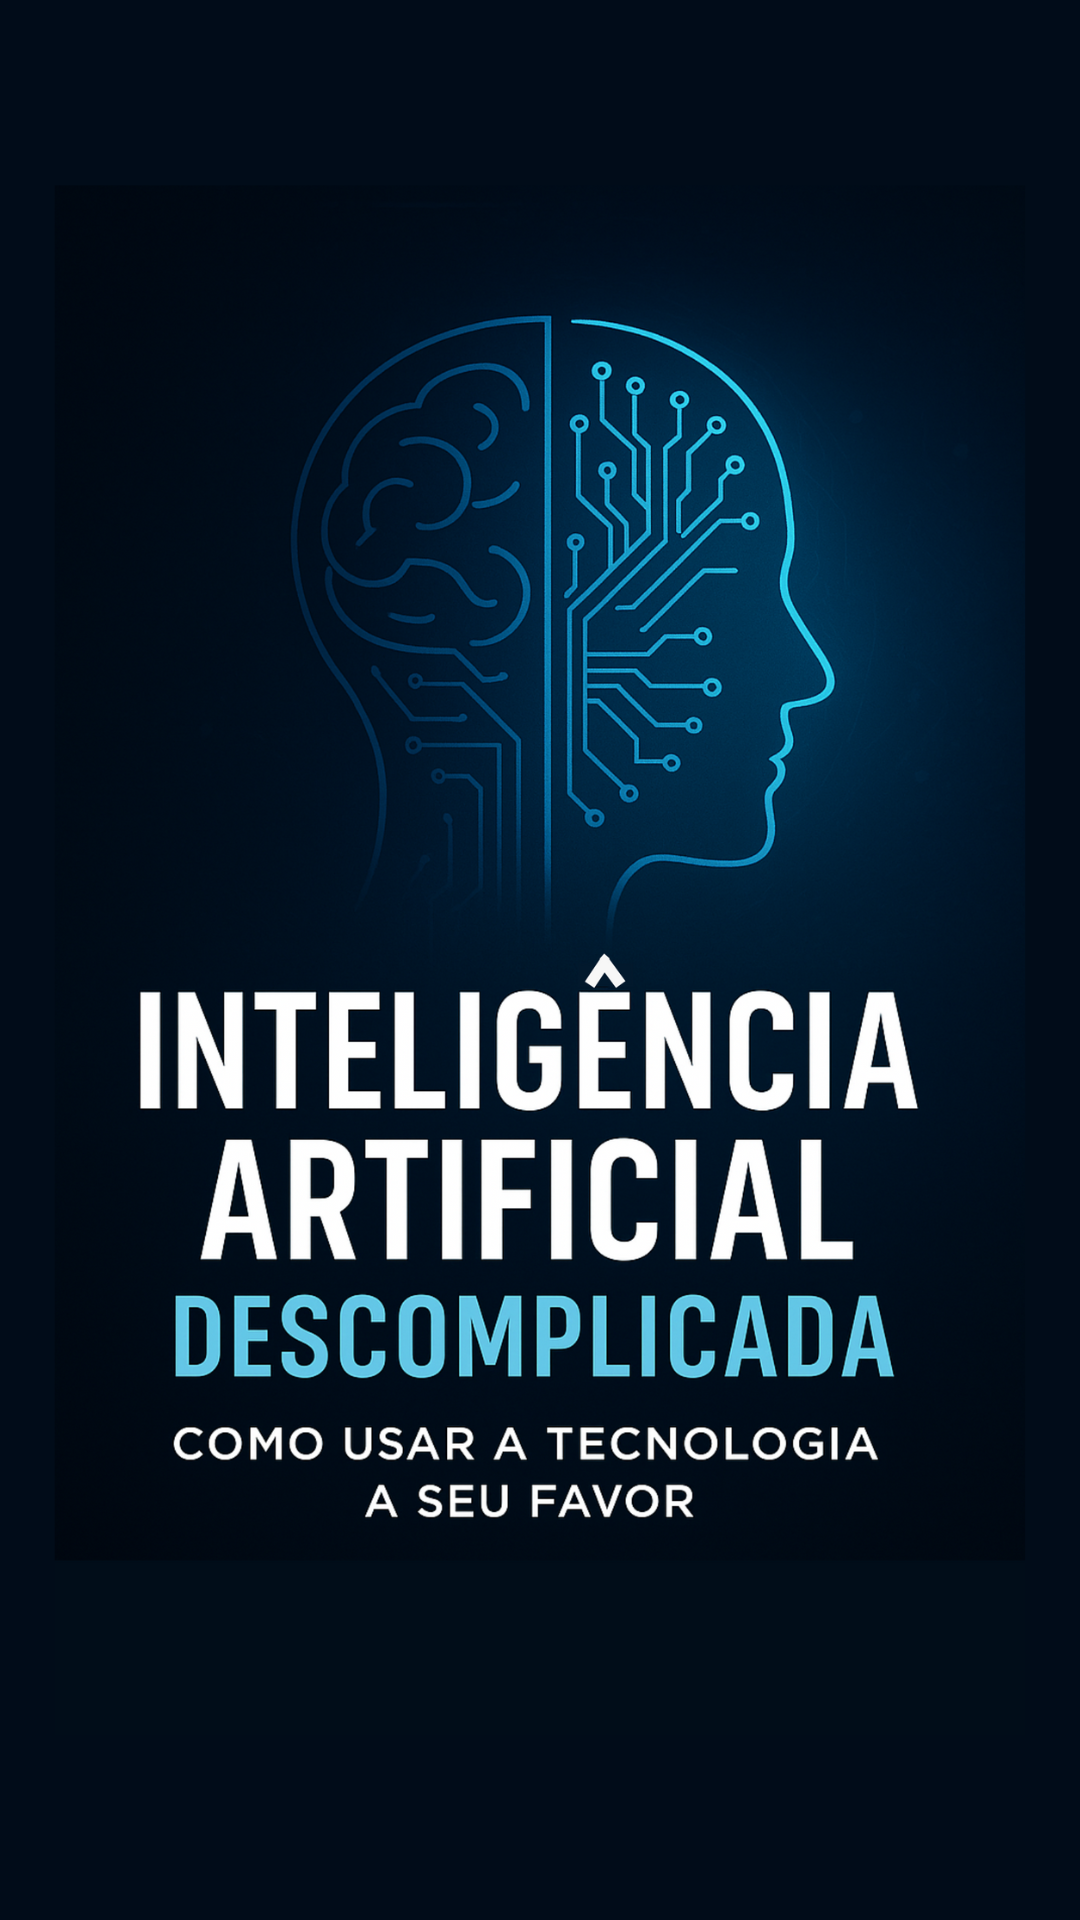 INTELIGÊNCIA
ARTIFICIAL
DESCOMPLICADA
COMO USAR A TECNOLOGIA
A SEU FAVOR